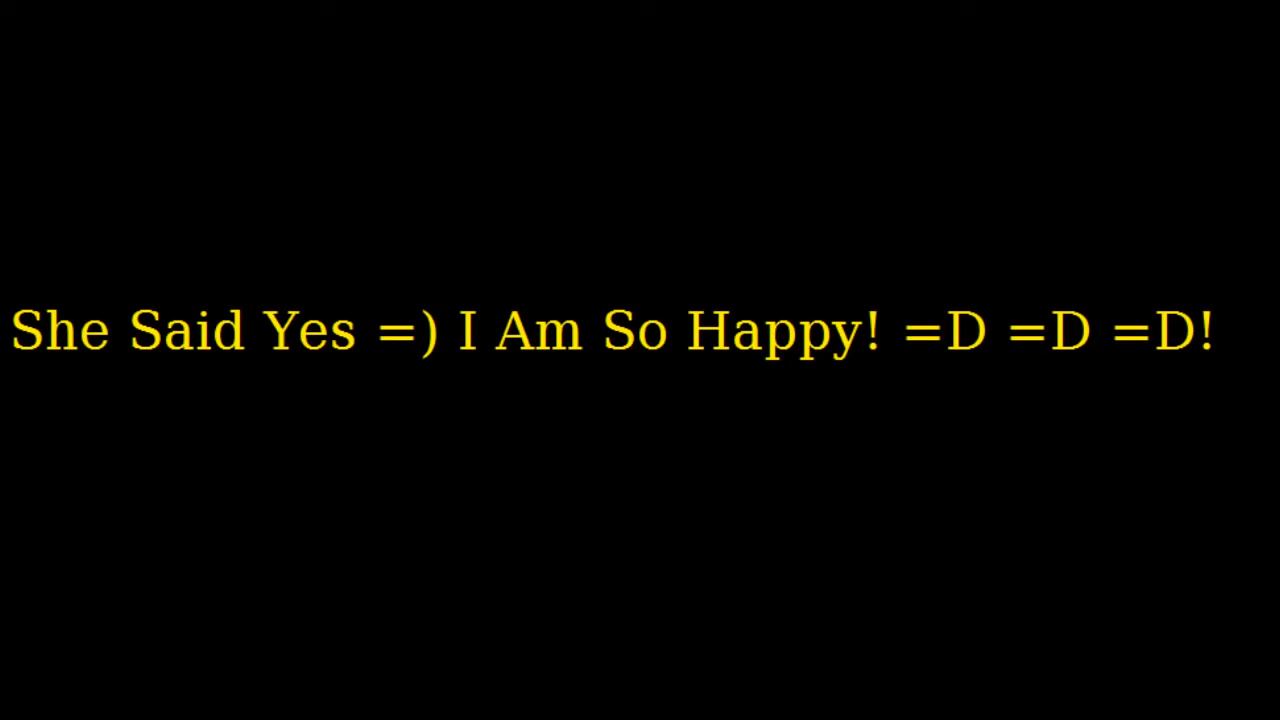 She Said Yes =) I Am So Happy! =D =D =D!